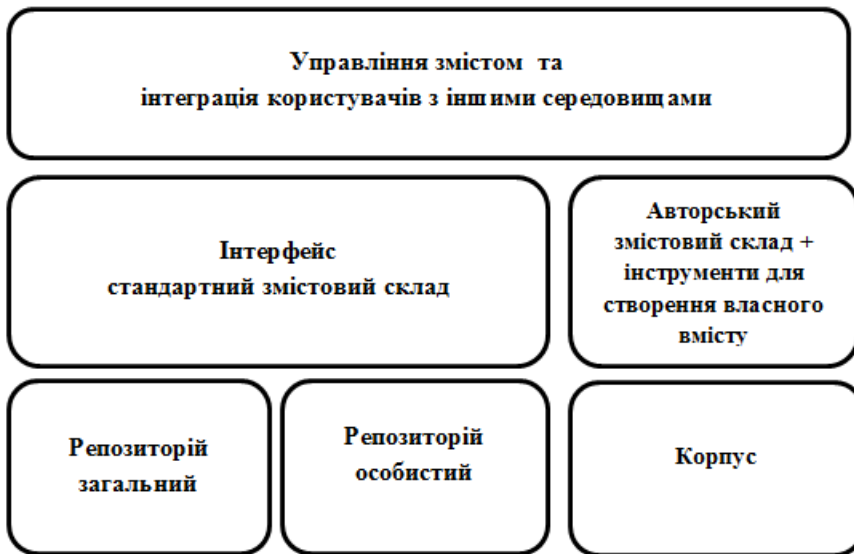 Управління змістом та
інтеграція користувачів з іншими середовищами
Інтерфейс
стандартний змістовий склад
Авторський
змістовий склад +
інструменти для
створення власного
вмісту
Репозиторій
загальний
Репозиторій
особистий
Корпус